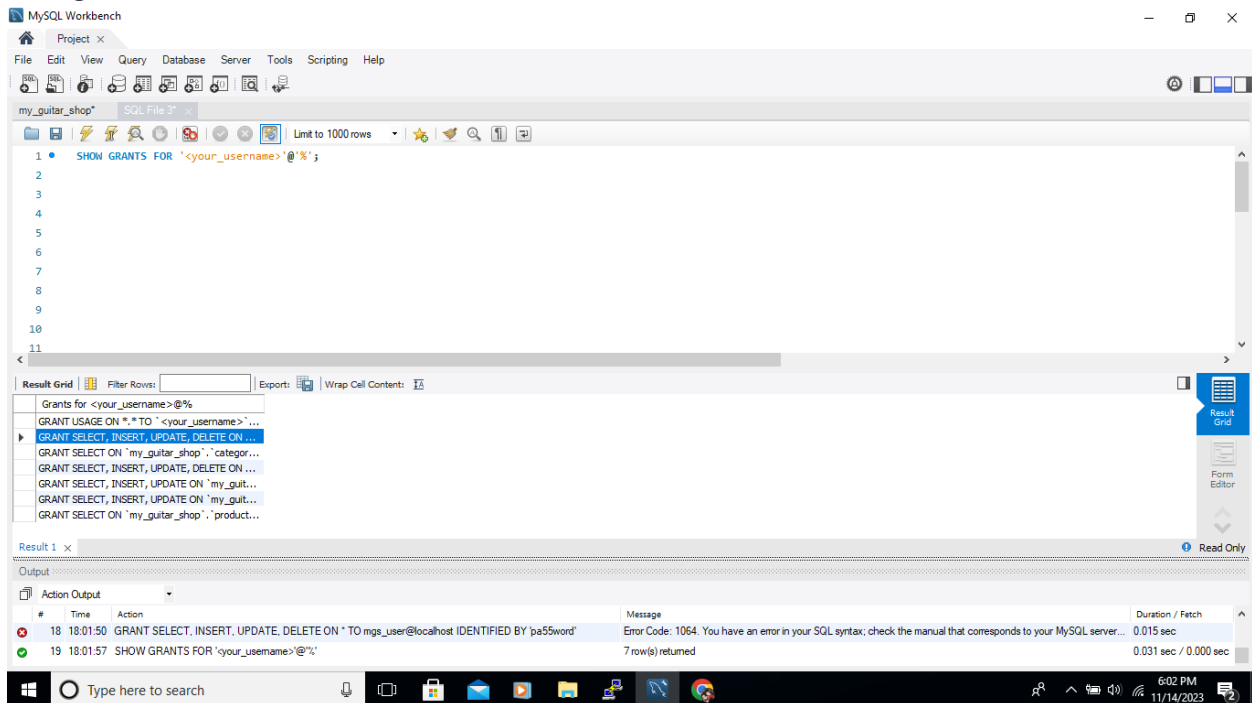 MySQL Workbench
Project
File Edit View Query Database Server Tools Scripting Help
my_guitar_shop* SQL File 3*
Limit to 1000 rows
1 SHOW GRANTS FOR '<your_username>'@'%';
2
3
4
5
6
7
8
9
10
11
Result Grid Filter Rows: Export: Wrap Cell Content: IA
Grants for <your_username>@%
GRANT USAGE ON *.* TO `<your_username>`...
GRANT SELECT, INSERT, UPDATE, DELETE ON ...
GRANT SELECT ON `my_guitar_shop`.`categor...
GRANT SELECT, INSERT, UPDATE, DELETE ON ...
GRANT SELECT, INSERT, UPDATE ON `my_guit...
GRANT SELECT, INSERT, UPDATE ON `my_guit...
GRANT SELECT ON `my_guitar_shop`.`product...
Result
Grid
Form
Editor
Result 1 Read Only
Output
Action Output
# Time Action Message Duration / Fetch
18 18:01:50 GRANT SELECT, INSERT, UPDATE, DELETE ON * TO mgs_user@localhost IDENTIFIED BY 'pa55word' Error Code: 1064. You have an error in your SQL syntax; check the manual that corresponds to your MySQL server... 0.015 sec
19 18:01:57 SHOW GRANTS FOR '<your_username>'@'%' 7 row(s) returned 0.031 sec / 0.000 sec
Type here to search
6:02 PM
11/14/2023
2